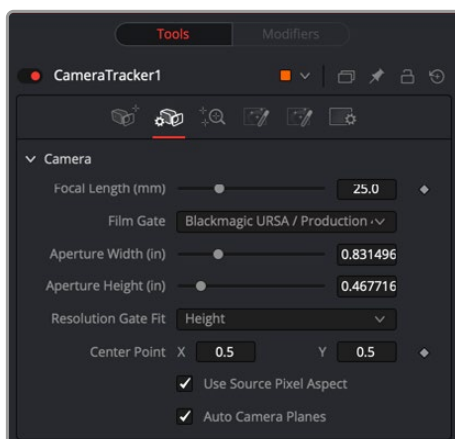 Tools Modifiers
CameraTracker1
Camera
Focal Length (mm) 25.0
Film Gate Blackmagic URSA / Production
Aperture Width (in) 0.831496
Aperture Height (in) 0.467716
Resolution Gate Fit Height
Center Point X 0.5 Y 0.5
Use Source Pixel Aspect
Auto Camera Planes